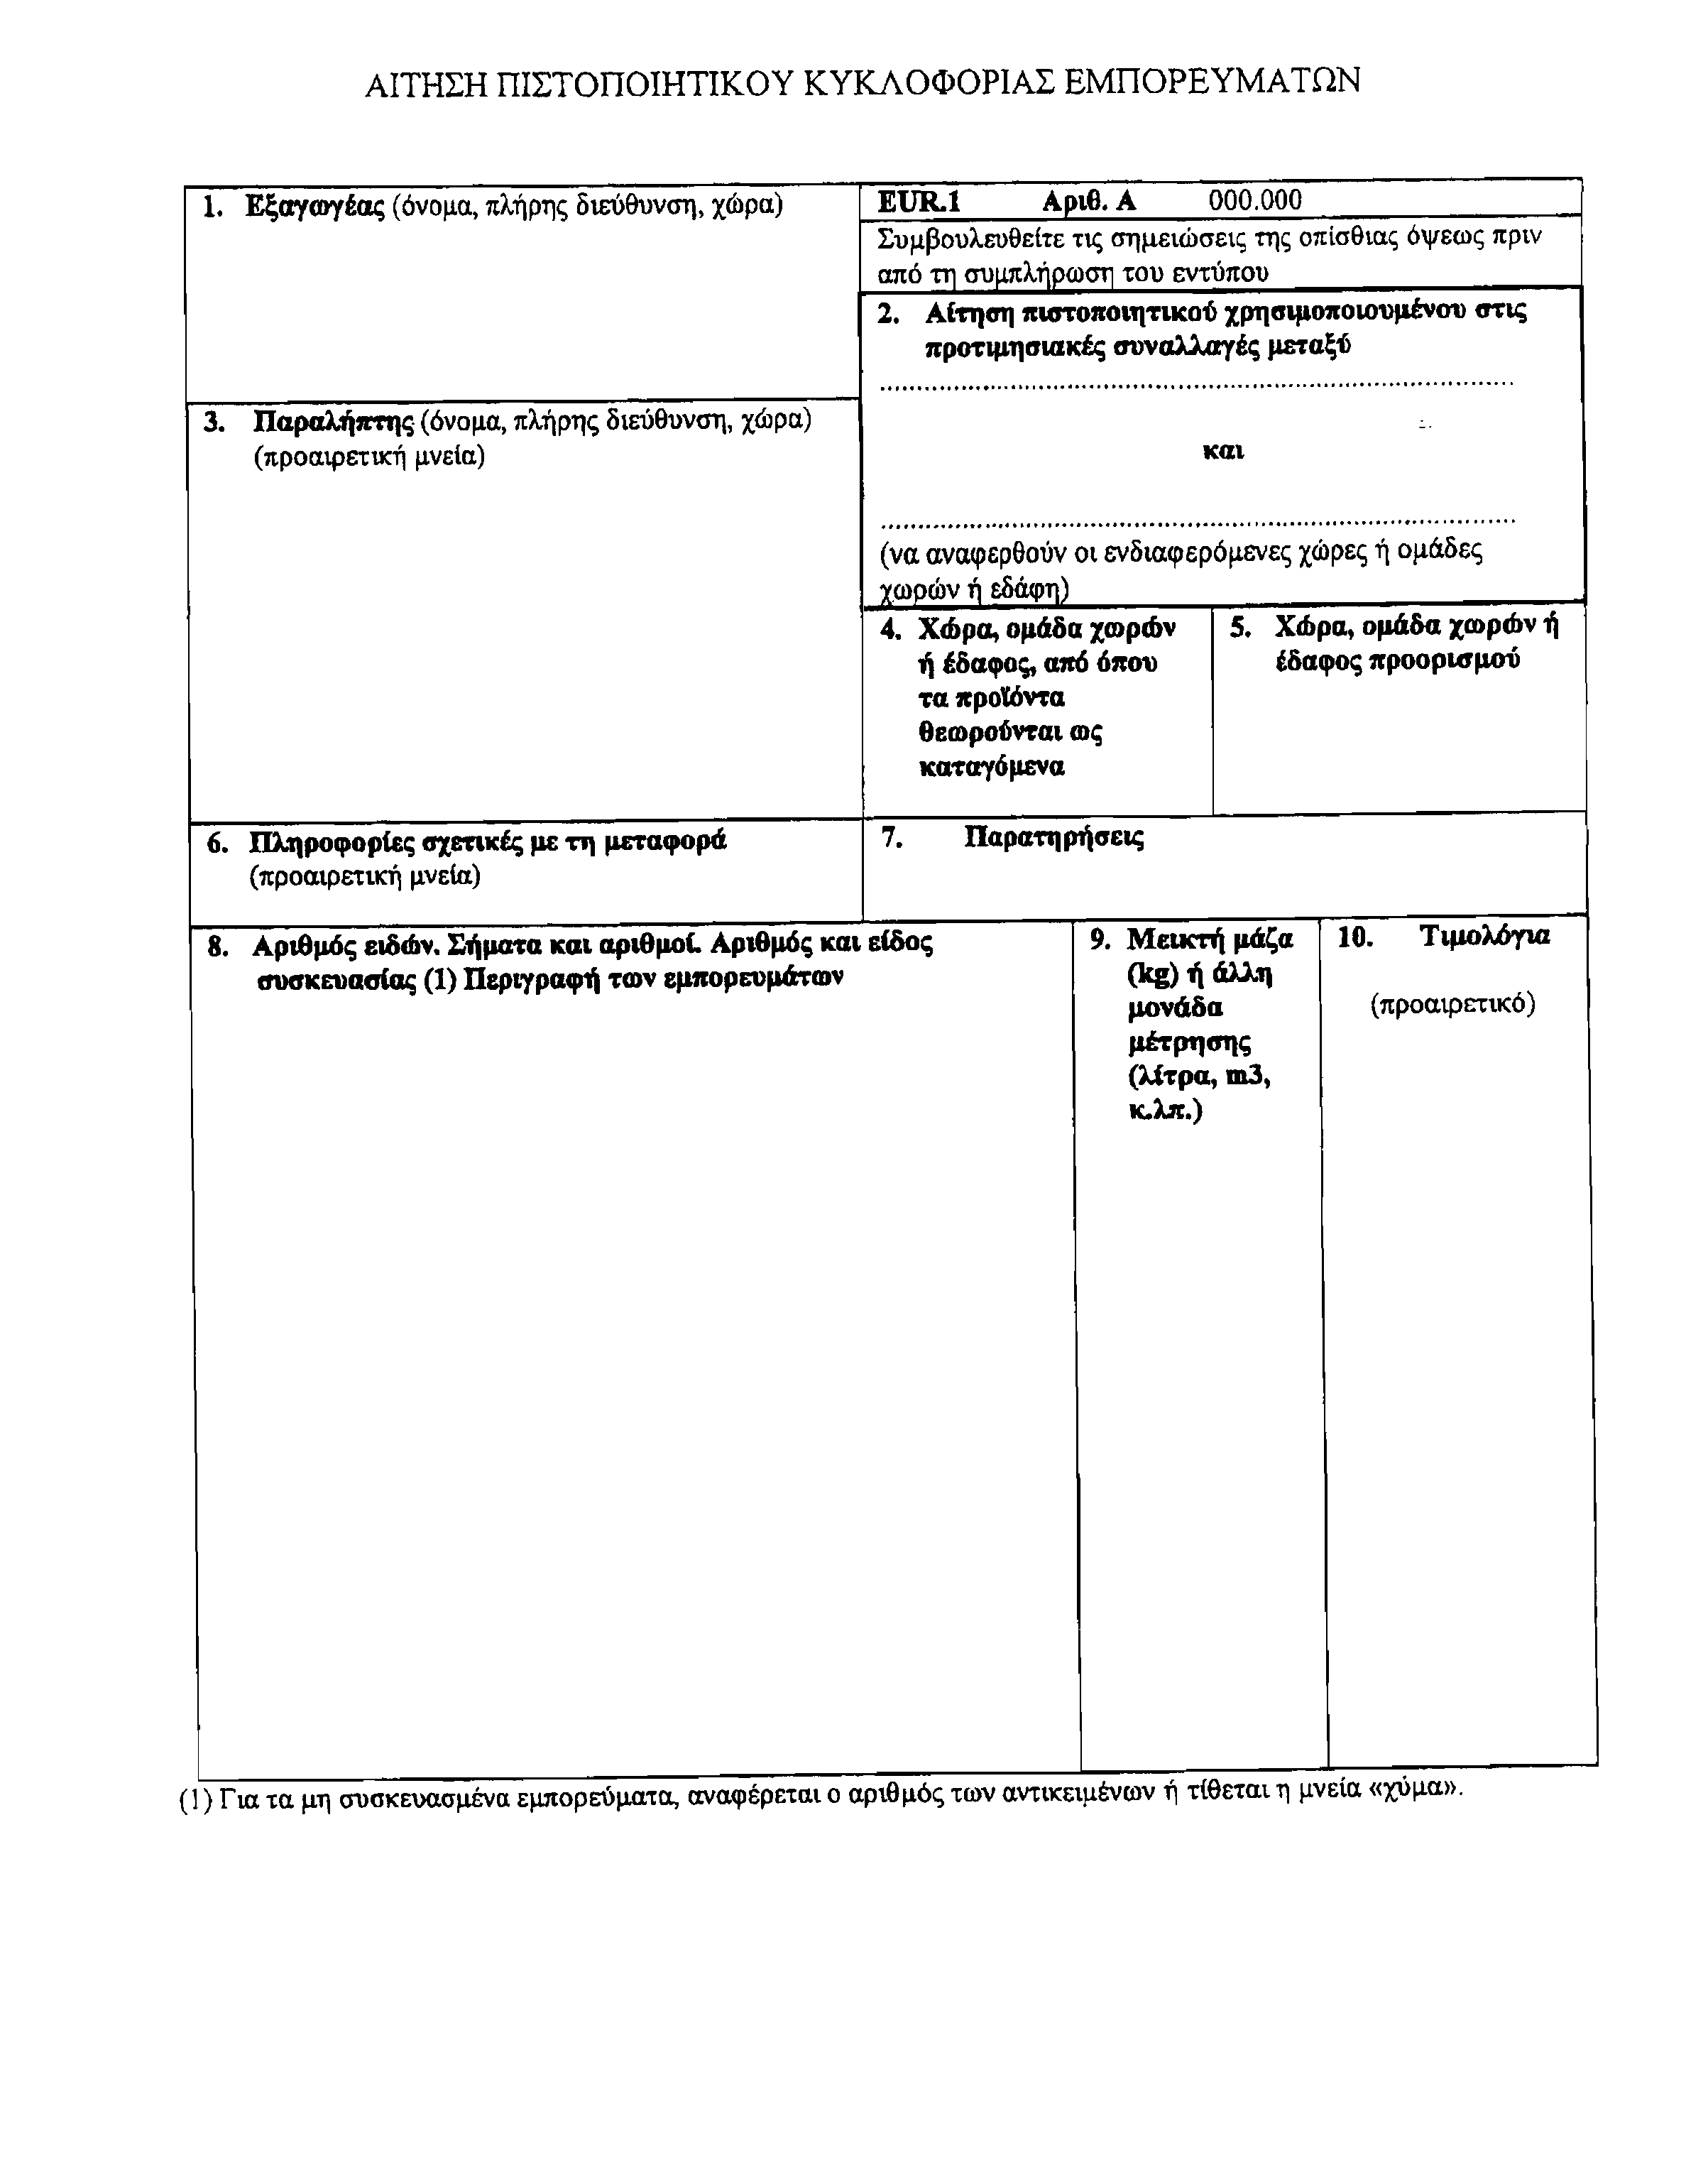 ΑΙΤΗΣΗ ΠΙΣΤΟΠΟΙΗΤΙΚΟΥ ΚΥΚΛΟΦΟΡΙΑΣ ΕΜΠΟΡΕΥΜΑΤΩΝ
1. Εξαγωγέας (όνομα, πλήρης διεύθυνση, χώρα)
EUR.1 Αριθ. Α 000.000
Συμβουλευθείτε τις σημειώσεις της οπίσθιας όψεως πριν
από τη συμπλήρωση του εντύπου
2. Αίτηση πιστοποιητικού χρησιμοποιουμένου στις
προτιμησιακές συναλλαγές μεταξύ
και
(να αναφερθούν οι ενδιαφερόμενες χώρες ή ομάδες
χωρών ή εδάφη)
3. Παραλήπτης (όνομα, πλήρης διεύθυνση, χώρα)
(προαιρετική μνεία)
4. Χώρα, ομάδα χωρών
ή έδαφος, από όπου
τα προϊόντα
θεωρούνται ως
καταγόμενα
5. Χώρα, ομάδα χωρών ή
έδαφος προορισμού
6. Πληροφορίες σχετικές με τη μεταφορά
(προαιρετική μνεία)
7. Παρατηρήσεις
8. Αριθμός ειδών. Σήματα και αριθμοί. Αριθμός και είδος
συσκευασίας (1) Περιγραφή των εμπορευμάτων
9. Μεικτή μάζα
(kg) ή άλλη
μονάδα
μέτρησης
(λίτρα, m3,
κ.λπ.)
10. Τιμολόγια
(προαιρετικό)
(1) Για τα μη συσκευασμένα εμπορεύματα, αναφέρεται ο αριθμός των αντικειμένων ή τίθεται η μνεία «χύμα».